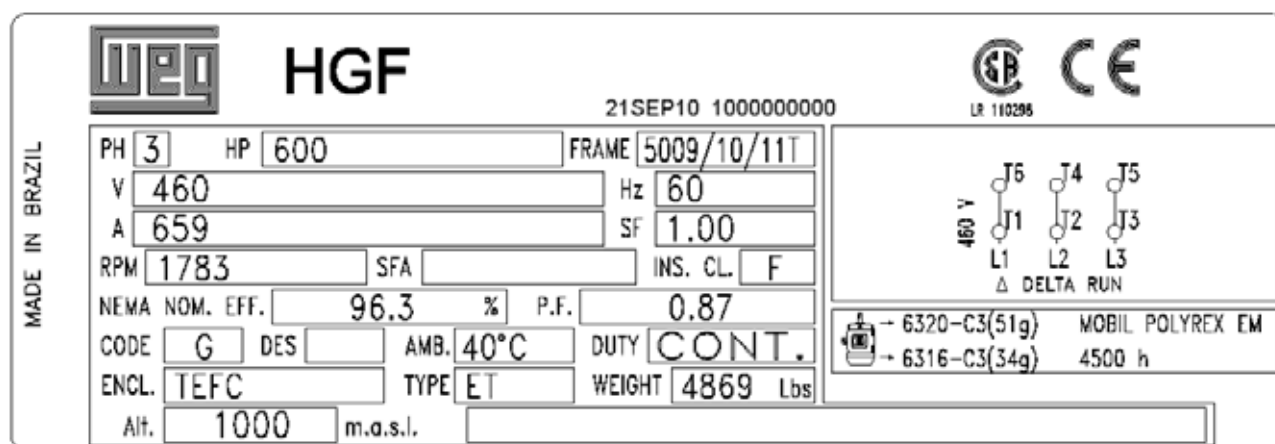 MADE IN BRAZIL
WEG HGF
21SEP10 1000000000
SA CE
LR 110298
PH 3 HP 600 FRAME 5009/10/11T
V 460 Hz 60
A 659 SF 1.00
RPM 1783 SFA INS. CL. F
NEMA NOM. EFF. 96.3 % P.F. 0.87
CODE G DES AMB. 40°C DUTY CONT.
ENCL. TEFC TYPE ET WEIGHT 4869 Lbs
Alt. 1000 m.a.s.l.
T6 T4 T5
460 V
T1 T2 T3
L1 L2 L3
Δ DELTA RUN
→ 6320-C3(51g) MOBIL POLYREX EM
→ 6316-C3(34g) 4500 h